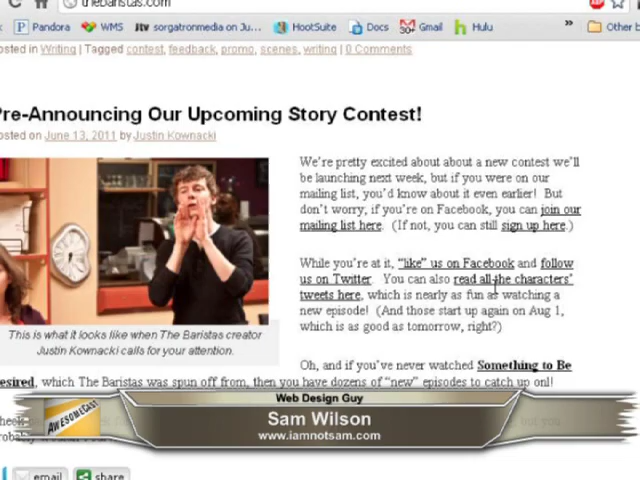 thebaristas.com
Pandora WMS sorgatronmedia on Ju... HootSuite Docs Gmail Hulu » Other b
osted in Writing | Tagged contest, feedback, promo, scenes, writing | 0 Comments
Pre-Announcing Our Upcoming Story Contest!
osted on June 13, 2011 by Justin Kownacki
We're pretty excited about about a new contest we'll
be launching next week, but if you were on our
mailing list, you'd know about it even earlier! But
don't worry, if you're on Facebook, you can join our
mailing list here. (If not, you can still sign up here.)
While you're at it, "like" us on Facebook and follow
us on Twitter. You can also read all the characters'
tweets here, which is nearly as fun as watching a
new episode! (And those start up again on Aug 1,
which is as good as tomorrow, right?)
This is what it looks like when The Baristas creator
Justin Kownacki calls for your attention.
Oh, and if you've never watched Something to Be
esired, which The Baristas was spun off from, then you have dozens of "new" episodes to catch up on!
Web Design Guy
AWESOMECAST
Sam Wilson
www.iamnotsam.com
email share